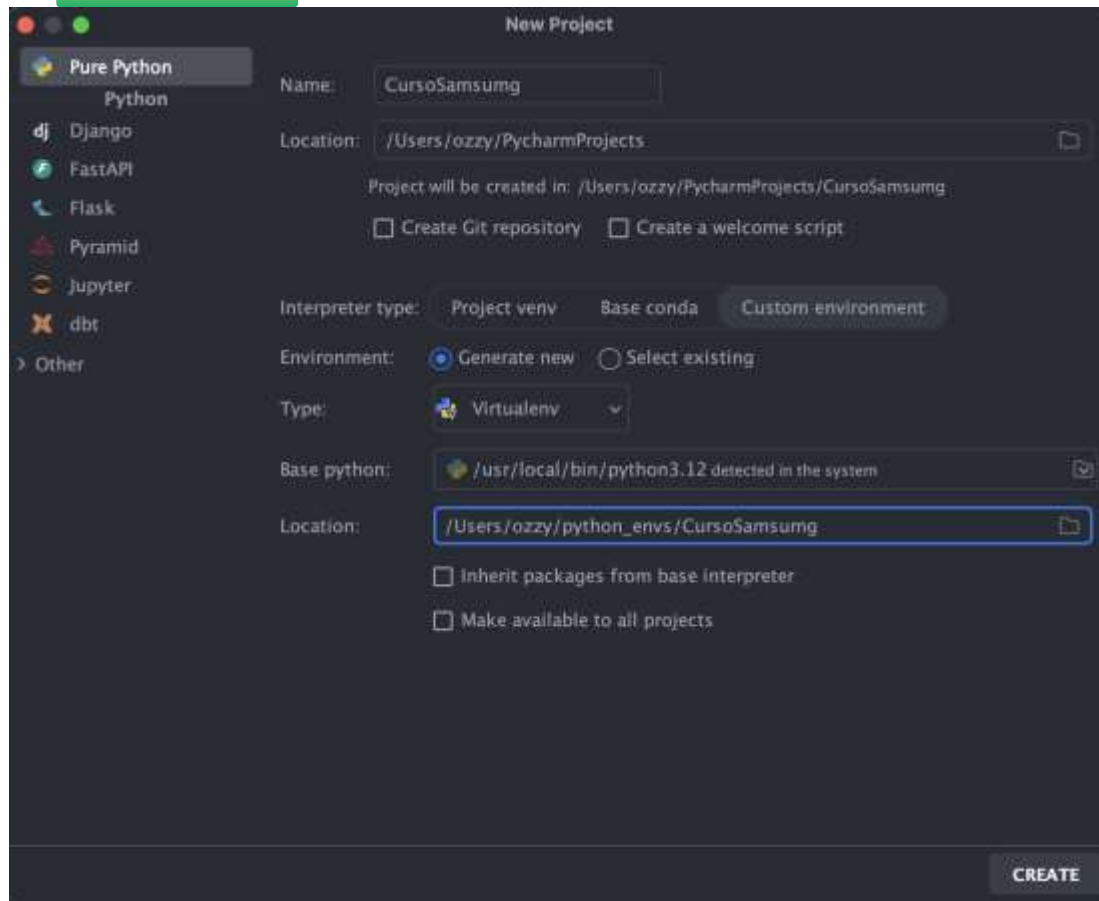 New Project
Pure Python
Python
dj Django
FastAPI
Flask
Pyramid
Jupyter
dbt
> Other
Name: CursoSamsumg
Location: /Users/ozzy/PycharmProjects
Project will be created in: /Users/ozzy/PycharmProjects/CursoSamsumg
Create Git repository Create a welcome script
Interpreter type: Project venv Base conda Custom environment
Environment: Generate new Select existing
Type: Virtualenv
Base python: /usr/local/bin/python3.12 detected in the system
Location: /Users/ozzy/python_envs/CursoSamsumg
Inherit packages from base interpreter
Make available to all projects
CREATE